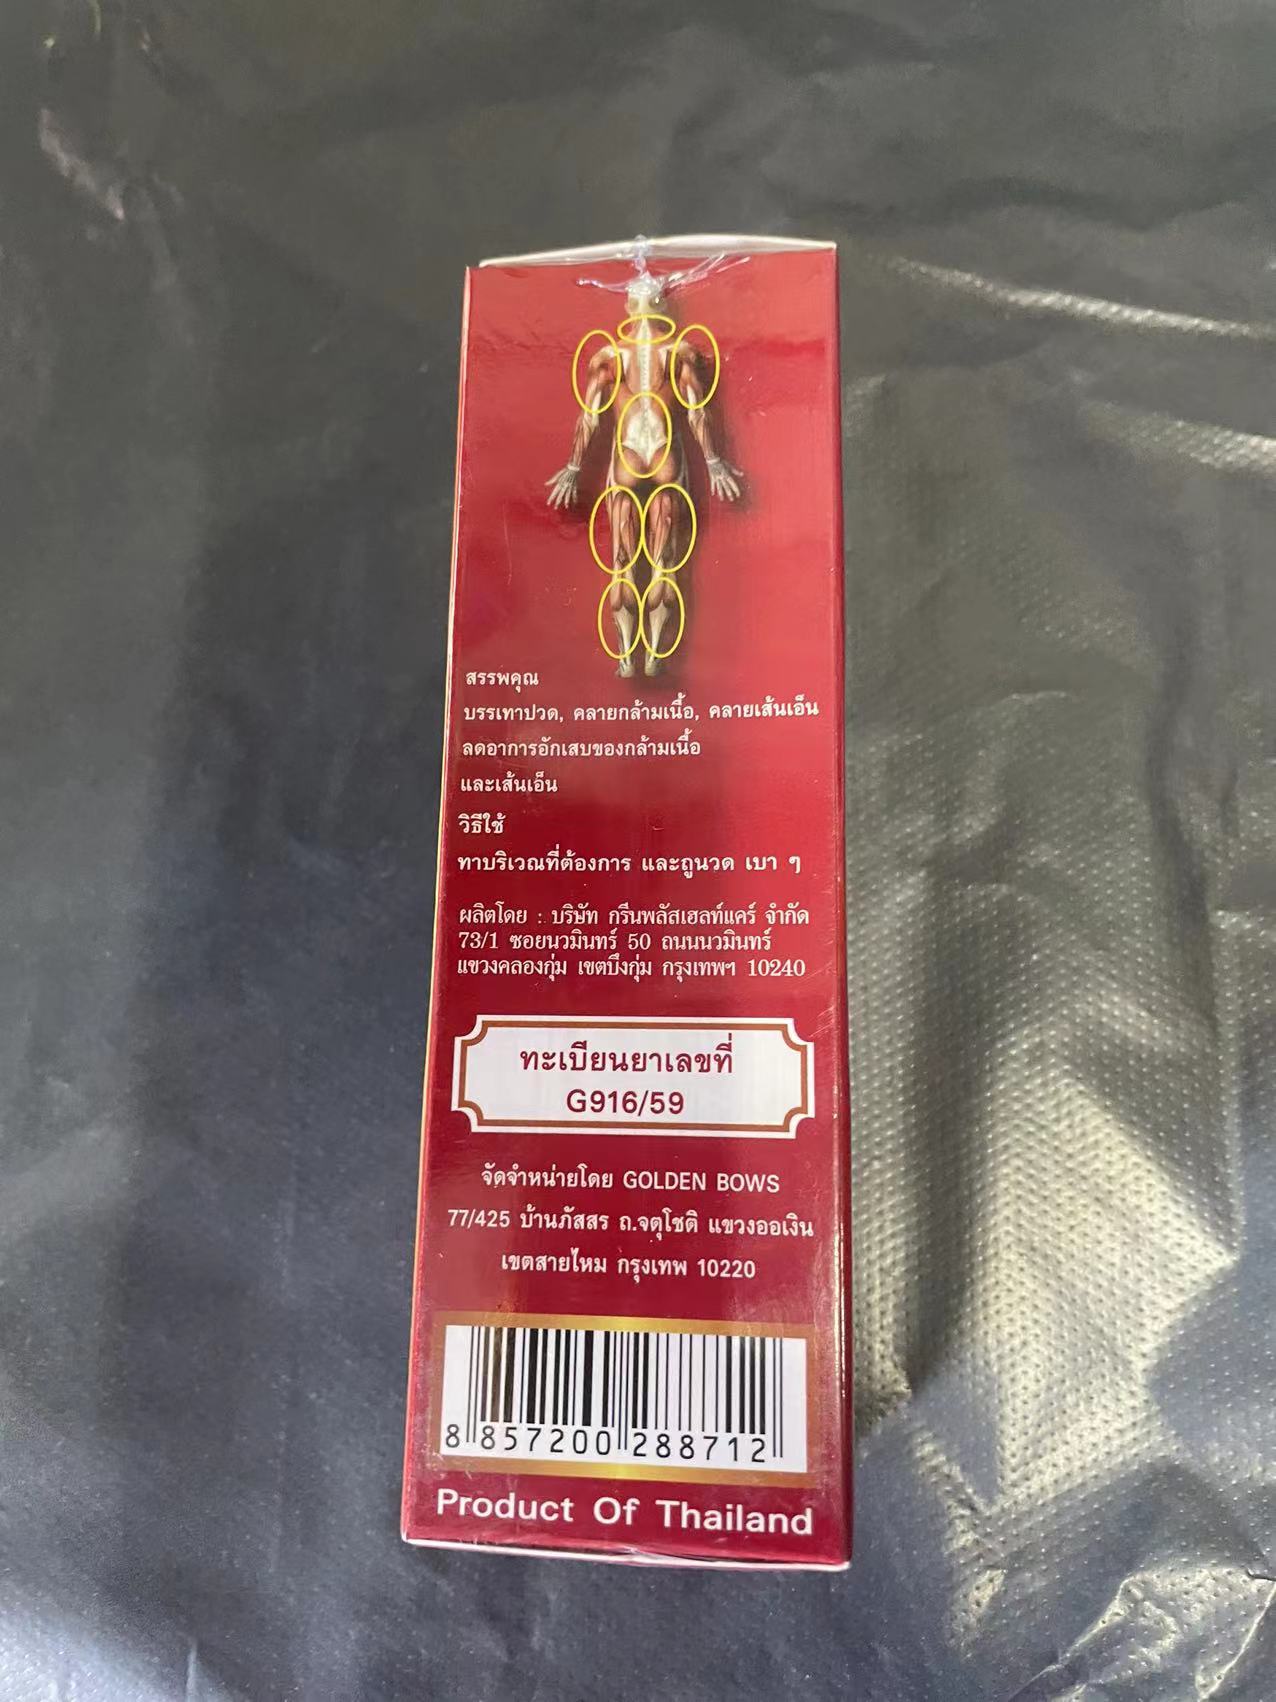 สรรพคุณ
บรรเทาปวด, คลายกล้ามเนื้อ, คลายเส้นเอ็น
ลดอาการอักเสบของกล้ามเนื้อ
และเส้นเอ็น
วิธีใช้
ทาบริเวณที่ต้องการ และถูนวด เบา ๆ
ผลิตโดย : บริษัท กรีนพลัสเฮลท์แคร์ จำกัด
73/1 ซอยนวมินทร์ 50 ถนนนวมินทร์
แขวงคลองกุ่ม เขตบึงกุ่ม กรุงเทพฯ 10240
ทะเบียนยาเลขที่
G916/59
จัดจำหน่ายโดย GOLDEN BOWS
77/425 บ้านภัสสร ถ.จตุโชติ แขวงออเงิน
เขตสายไหม กรุงเทพ 10220
8 857200 288712
Product Of Thailand